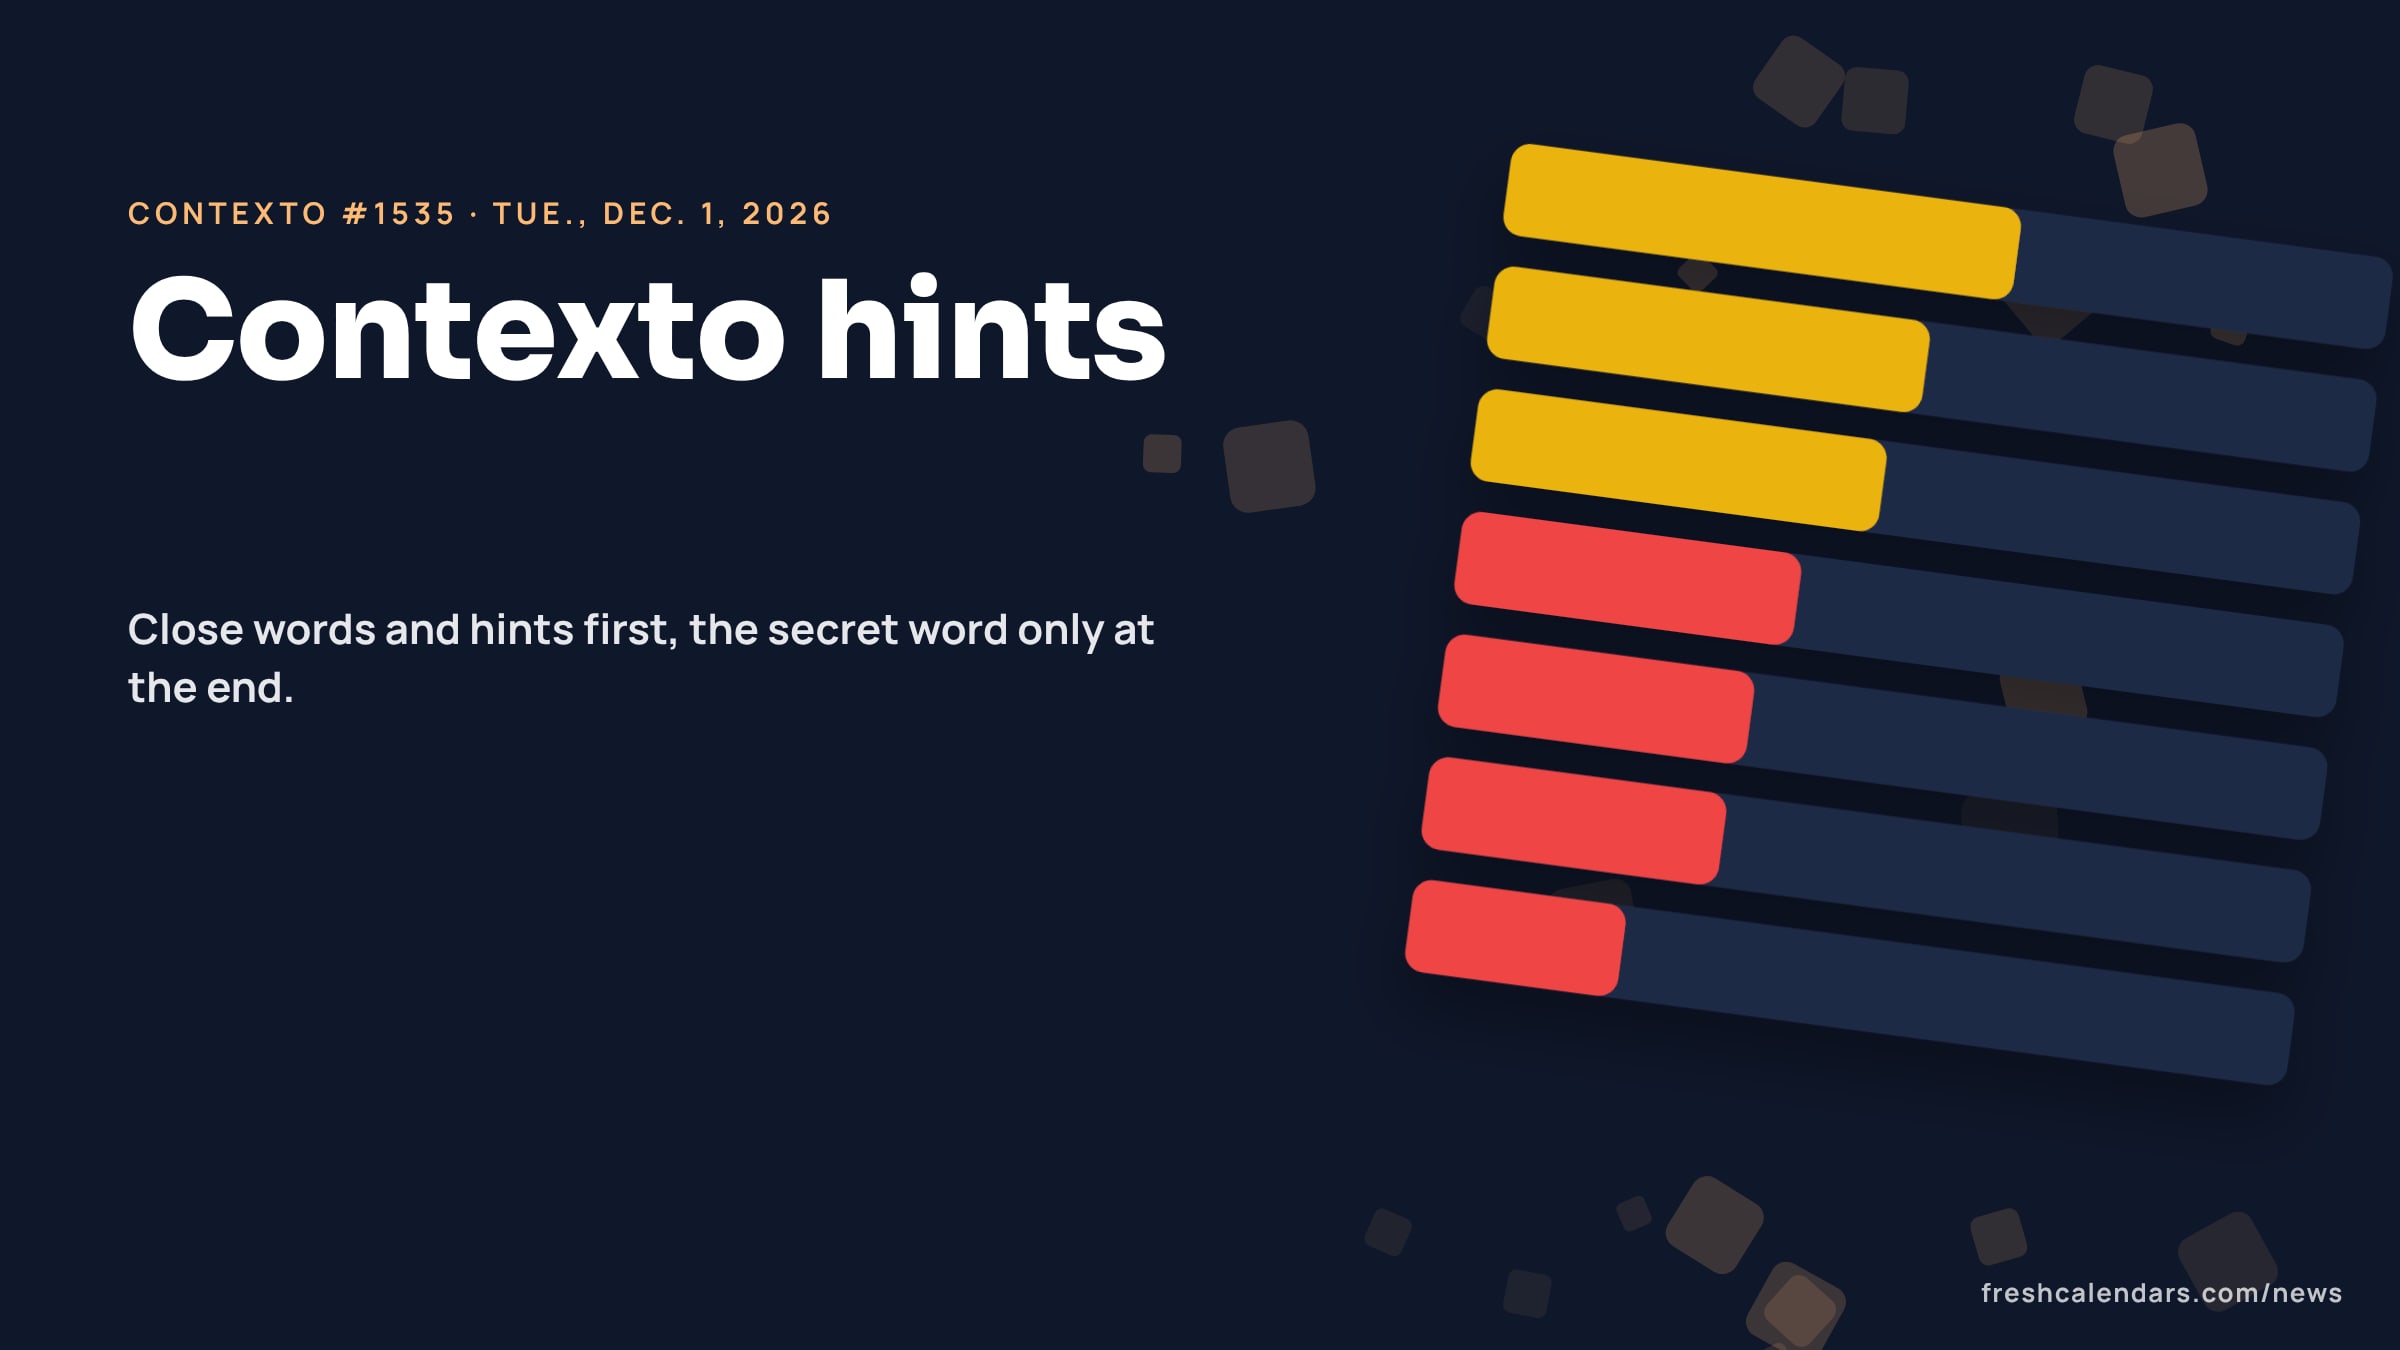 CONTEXTO #1535 · TUE., DEC. 1, 2026
Contexto hints
Close words and hints first, the secret word only at
the end.
freshcalendars.com/news